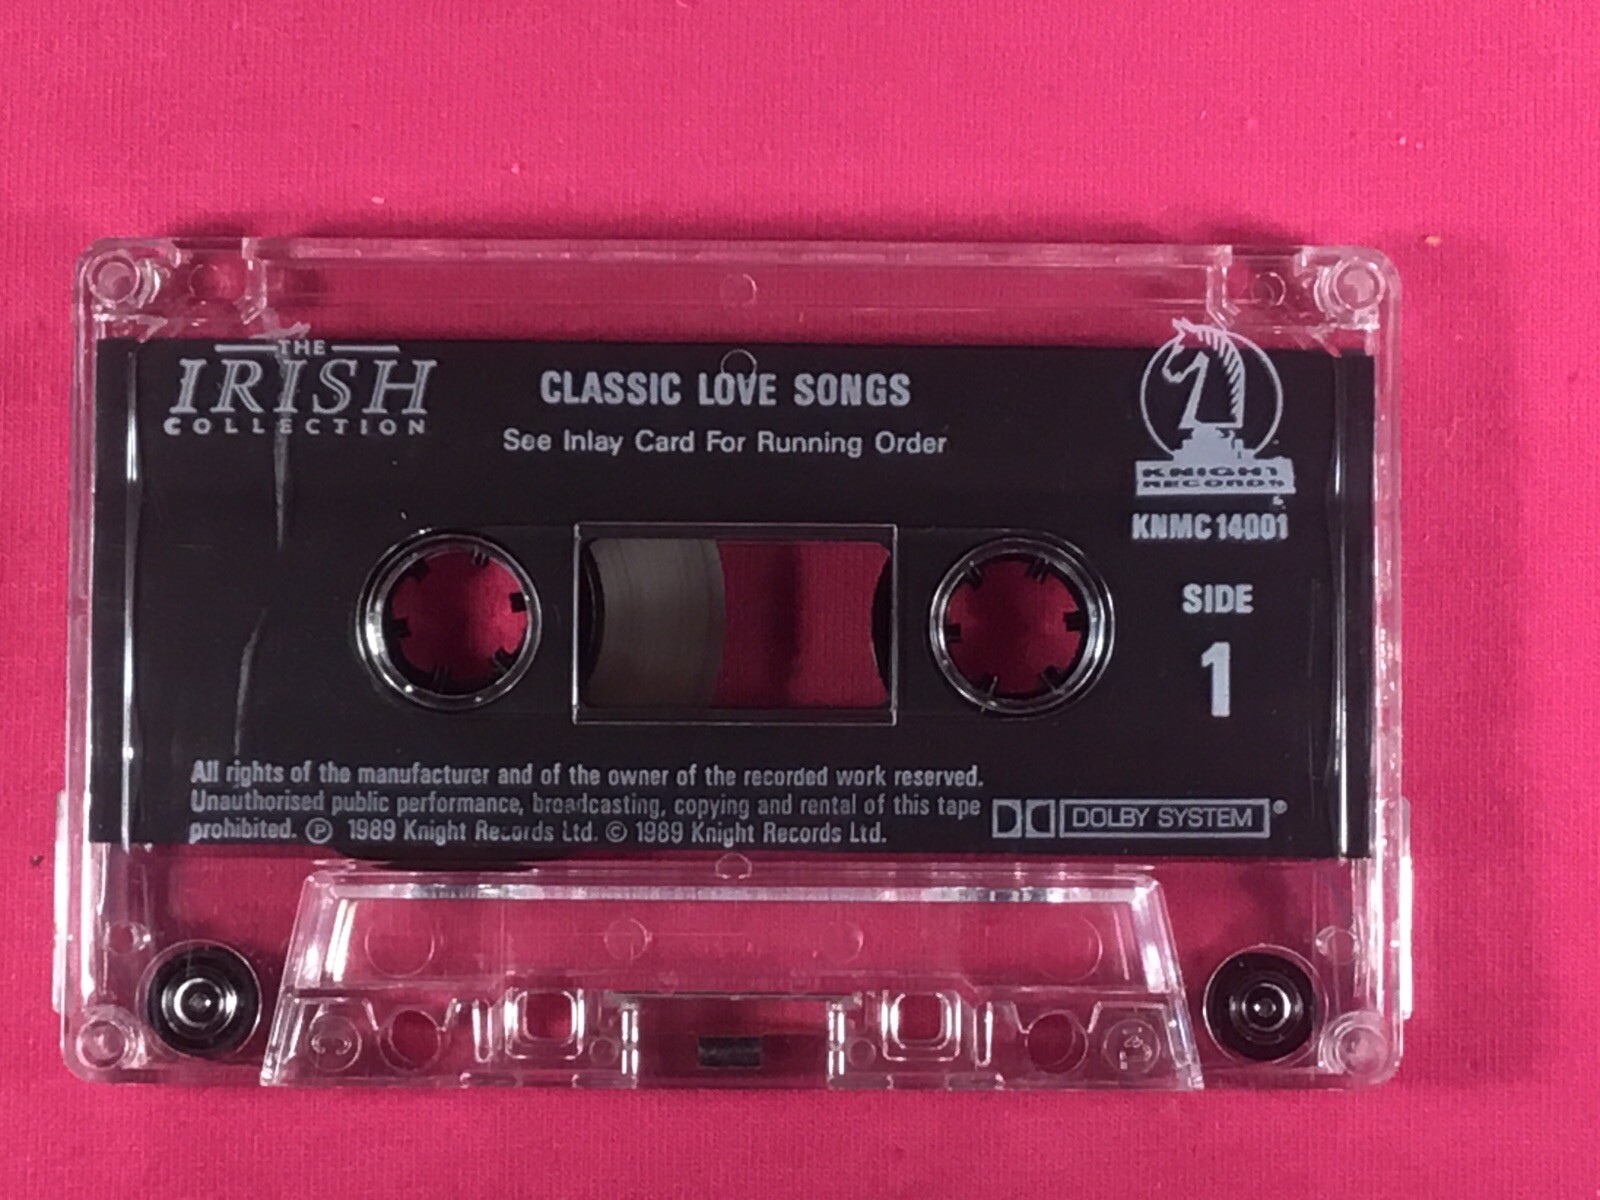 THE
IRISH
COLLECTION
CLASSIC LOVE SONGS
See Inlay Card For Running Order
KNIGHT
RECORDS
KNMC 14001
SIDE
1
All rights of the manufacturer and of the owner of the recorded work reserved.
Unauthorised public performance, broadcasting, copying and rental of this tape
prohibited. ℗ 1989 Knight Records Ltd. © 1989 Knight Records Ltd.
DOLBY SYSTEM®